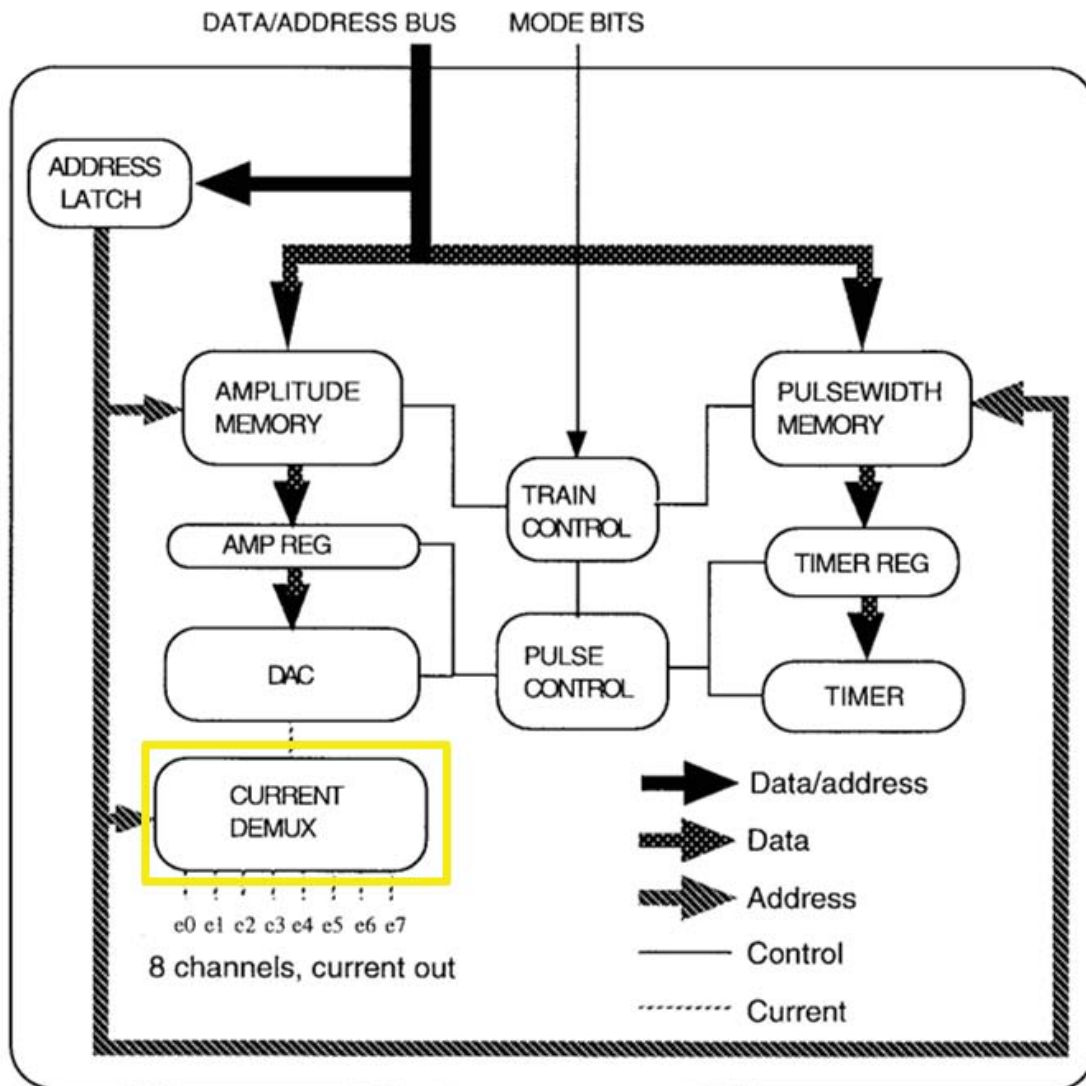 DATA/ADDRESS BUS
MODE BITS
ADDRESS
LATCH
AMPLITUDE
MEMORY
PULSEWIDTH
MEMORY
TRAIN
CONTROL
AMP REG
TIMER REG
DAC
PULSE
CONTROL
TIMER
CURRENT
DEMUX
e0 e1 e2 e3 e4 e5 e6 e7
8 channels, current out
Data/address
Data
Address
Control
Current